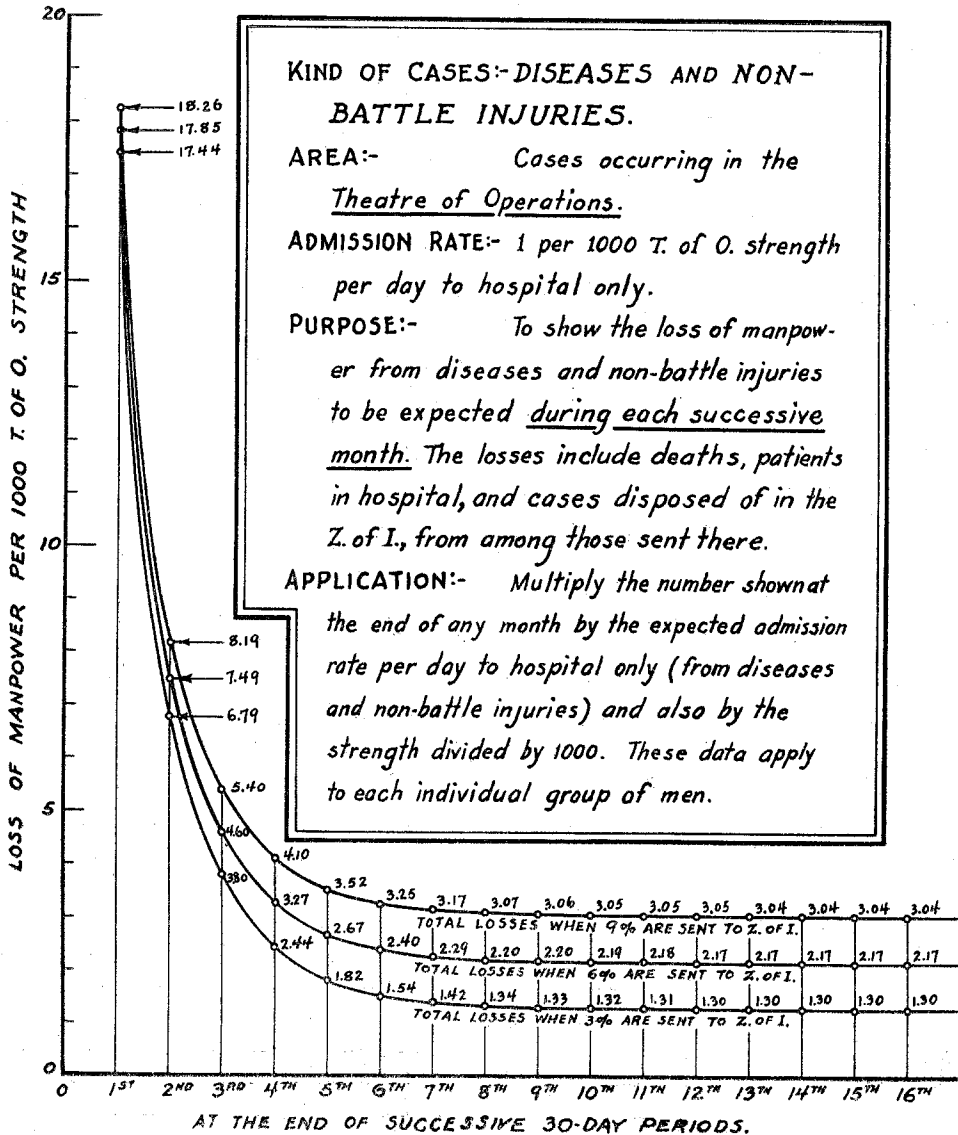 20
KIND OF CASES:- DISEASES AND NON-
BATTLE INJURIES.
AREA:- Cases occurring in the
Theatre of Operations.
ADMISSION RATE:- 1 per 1000 T. of O. strength
per day to hospital only.
PURPOSE:- To show the loss of manpow-
er from diseases and non-battle injuries
to be expected during each successive
month. The losses include deaths, patients
in hospital, and cases disposed of in the
Z. of I., from among those sent there.
APPLICATION:- Multiply the number shown at
the end of any month by the expected admission
rate per day to hospital only (from diseases
and non-battle injuries) and also by the
strength divided by 1000. These data apply
to each individual group of men.
18.26
17.85
17.44
15
LOSS OF MANPOWER PER 1000 T. OF O. STRENGTH
10
8.19
7.49
6.79
5
5.40
4.60
3.80
4.10 3.52 3.25 3.17 3.07 3.06 3.05 3.05 3.05 3.04 3.04 3.04 3.04
TOTAL LOSSES WHEN 9% ARE SENT TO Z. OF I.
3.27 2.67 2.40 2.29 2.20 2.20 2.19 2.18 2.17 2.17 2.17 2.17 2.17
TOTAL LOSSES WHEN 6% ARE SENT TO Z. OF I.
2.44 1.82 1.54 1.42 1.34 1.33 1.32 1.31 1.30 1.30 1.30 1.30 1.30
TOTAL LOSSES WHEN 3% ARE SENT TO Z. OF I.
0
0 1ST 2ND 3RD 4TH 5TH 6TH 7TH 8TH 9TH 10TH 11TH 12TH 13TH 14TH 15TH 16TH
AT THE END OF SUCCESSIVE 30-DAY PERIODS.